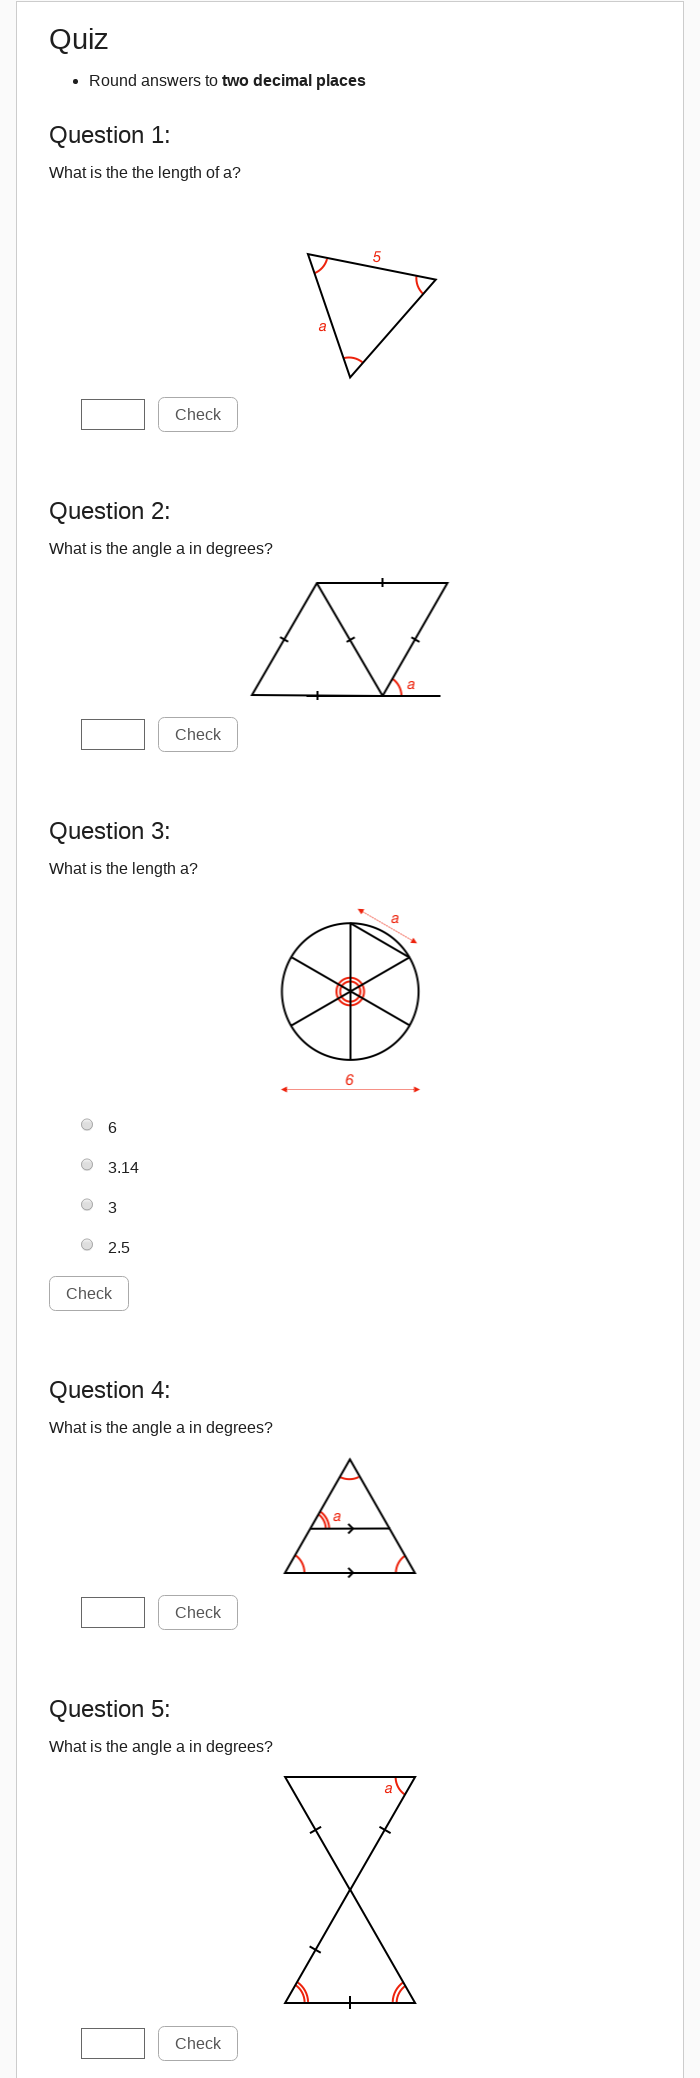 Quiz
• Round answers to two decimal places
Question 1:
What is the the length of a?
5
a
Check
Question 2:
What is the angle a in degrees?
a
Check
Question 3:
What is the length a?
a
6
6
3.14
3
2.5
Check
Question 4:
What is the angle a in degrees?
a
Check
Question 5:
What is the angle a in degrees?
a
Check